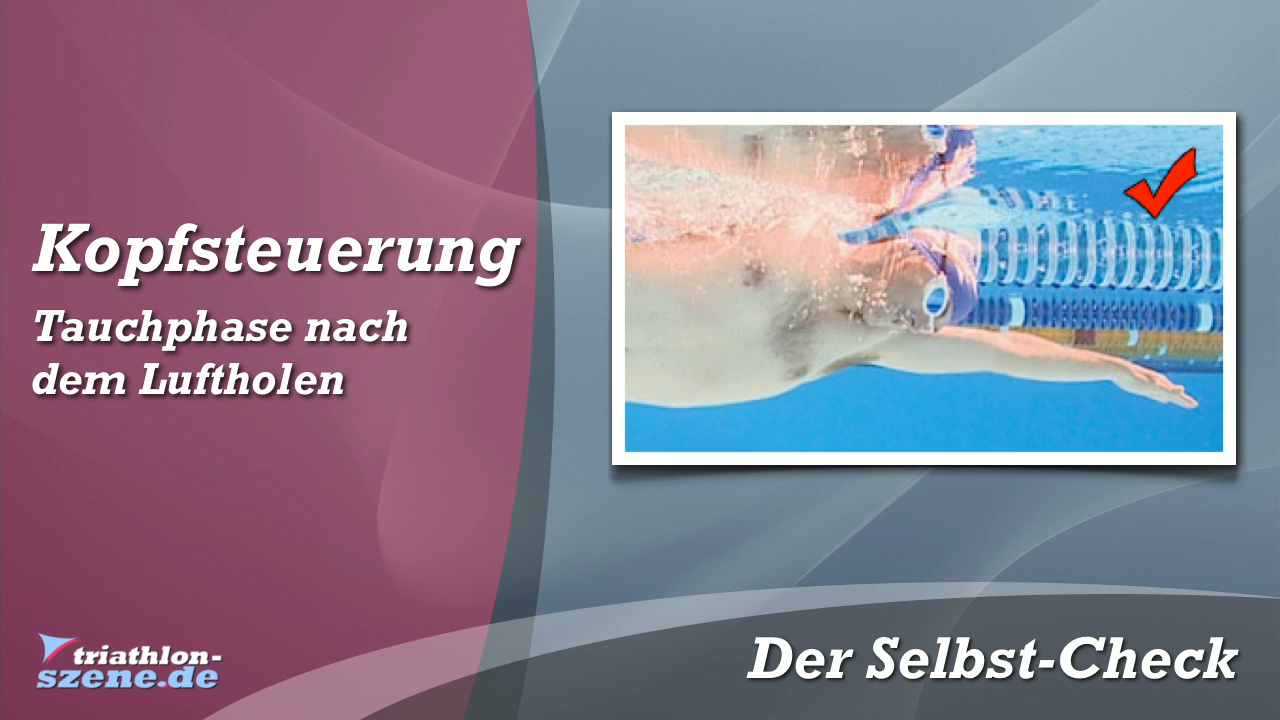 Kopfsteuerung
Tauchphase nach
dem Luftholen
triathlon-
szene.de
Der Selbst-Check